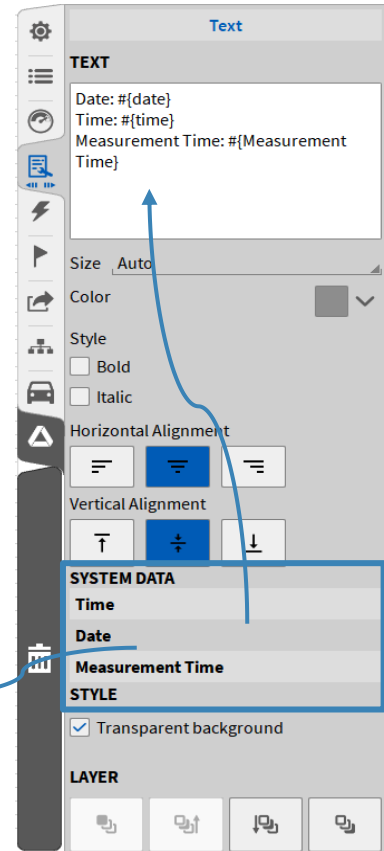 Text
TEXT
Date: #{date}
Time: #{time}
Measurement Time: #{Measurement
Time}
Size Auto
Color
Style
Bold
Italic
Horizontal Alignment
Vertical Alignment
SYSTEM DATA
Time
Date
Measurement Time
STYLE
Transparent background
LAYER